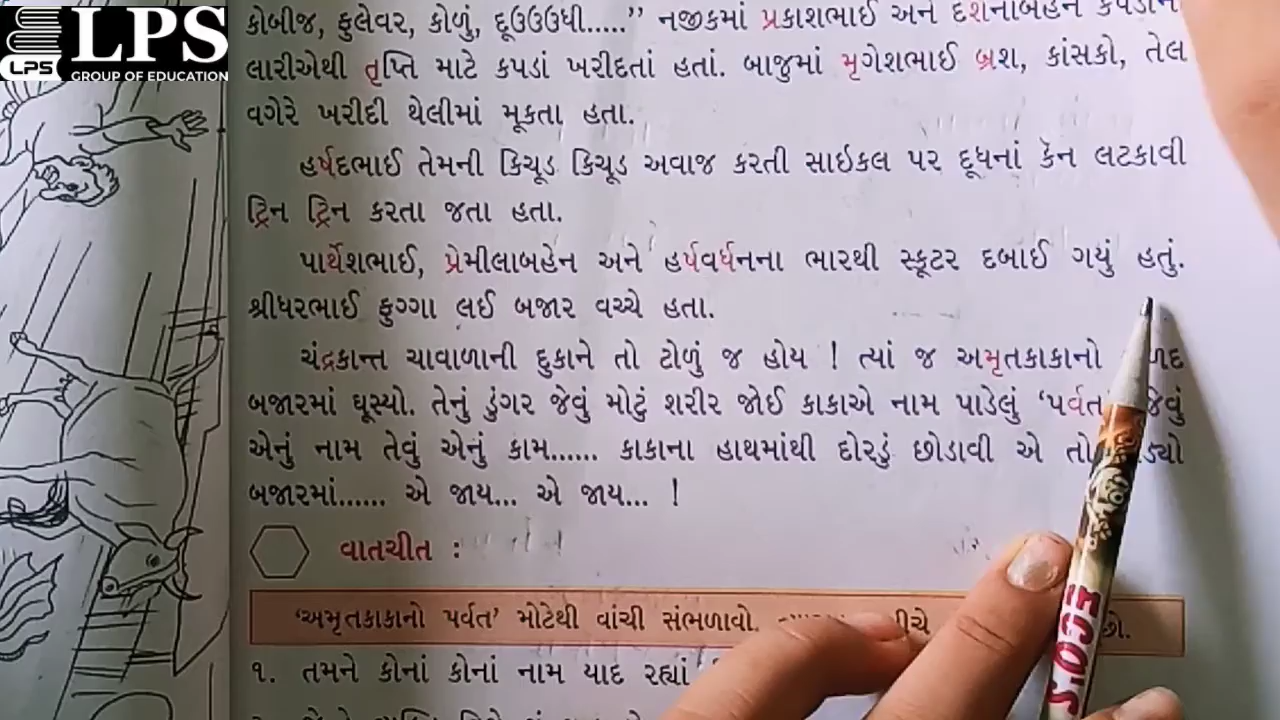 LPS
LPS
GROUP OF EDUCATION
કોબીજ, ફુલેવર, કોળું, દૂઉઉઉધી.....” નજીકમાં પ્રકાશભાઈ અને દર્શનાબહેન કપડાંની
લારીએથી તૃપ્તિ માટે કપડાં ખરીદતાં હતાં. બાજુમાં મૃગેશભાઈ બ્રશ, કાંસકો, તેલ
વગેરે ખરીદી થેલીમાં મૂકતા હતા.
હર્ષદભાઈ તેમની કિચૂડ કિચૂડ અવાજ કરતી સાઇકલ પર દૂધનાં કૅન લટકાવી
ટ્રિન ટ્રિન કરતા જતા હતા.
પાર્થેશભાઈ, પ્રેમીલાબહેન અને હર્ષવર્ધનના ભારથી સ્કૂટર દબાઈ ગયું હતું.
શ્રીધરભાઈ ફુગ્ગા લઈ બજાર વચ્ચે હતા.
ચંદ્રકાન્ત ચાવાળાની દુકાને તો ટોળું જ હોય ! ત્યાં જ અમૃતકાકાનો
બજારમાં ઘૂસ્યો. તેનું ડુંગર જેવું મોટું શરીર જોઈ કાકાએ નામ પાડેલું ‘પર્વત જેવું
એનું નામ તેવું એનું કામ...... કાકાના હાથમાંથી દોરડું છોડાવી એ તો
બજારમાં...... એ જાય... એ જાય... !
વાતચીત :
‘અમૃતકાકાનો પર્વત’ મોટેથી વાંચી સંભળાવો. છો.
૧. તમને કોનાં કોનાં નામ યાદ રહ્યાં